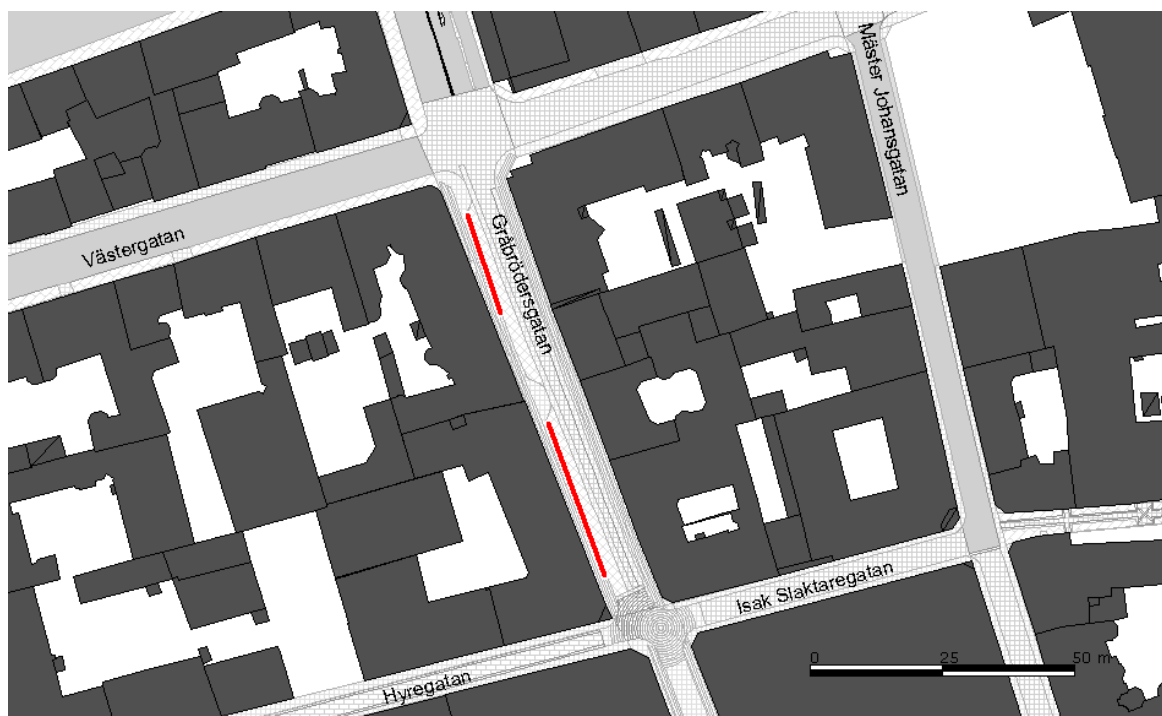 Mäster Johansgatan
Västergatan
Gråbrödersgatan
Isak Slaktaregatan
Hyregatan
0 25 50 m